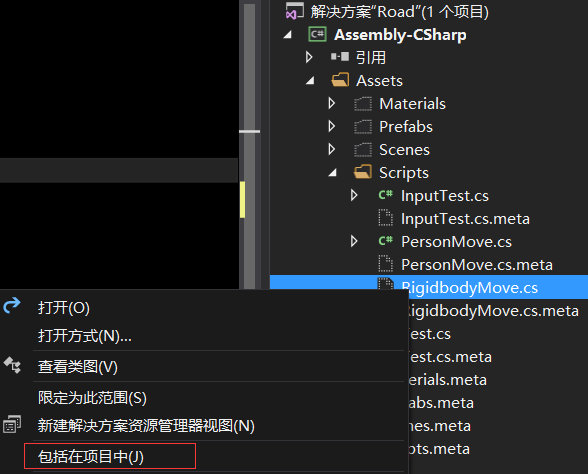 解决方案"Road"(1 个项目)
Assembly-CSharp
引用
Assets
Materials
Prefabs
Scenes
Scripts
InputTest.cs
InputTest.cs.meta
PersonMove.cs
PersonMove.cs.meta
RigidbodyMove.cs
igidbodyMove.cs.meta
est.cs
est.cs.meta
erials.meta
abs.meta
nes.meta
pts.meta
打开(O)
打开方式(N)...
查看类图(V)
限定为此范围(S)
新建解决方案资源管理器视图(N)
包括在项目中(J)